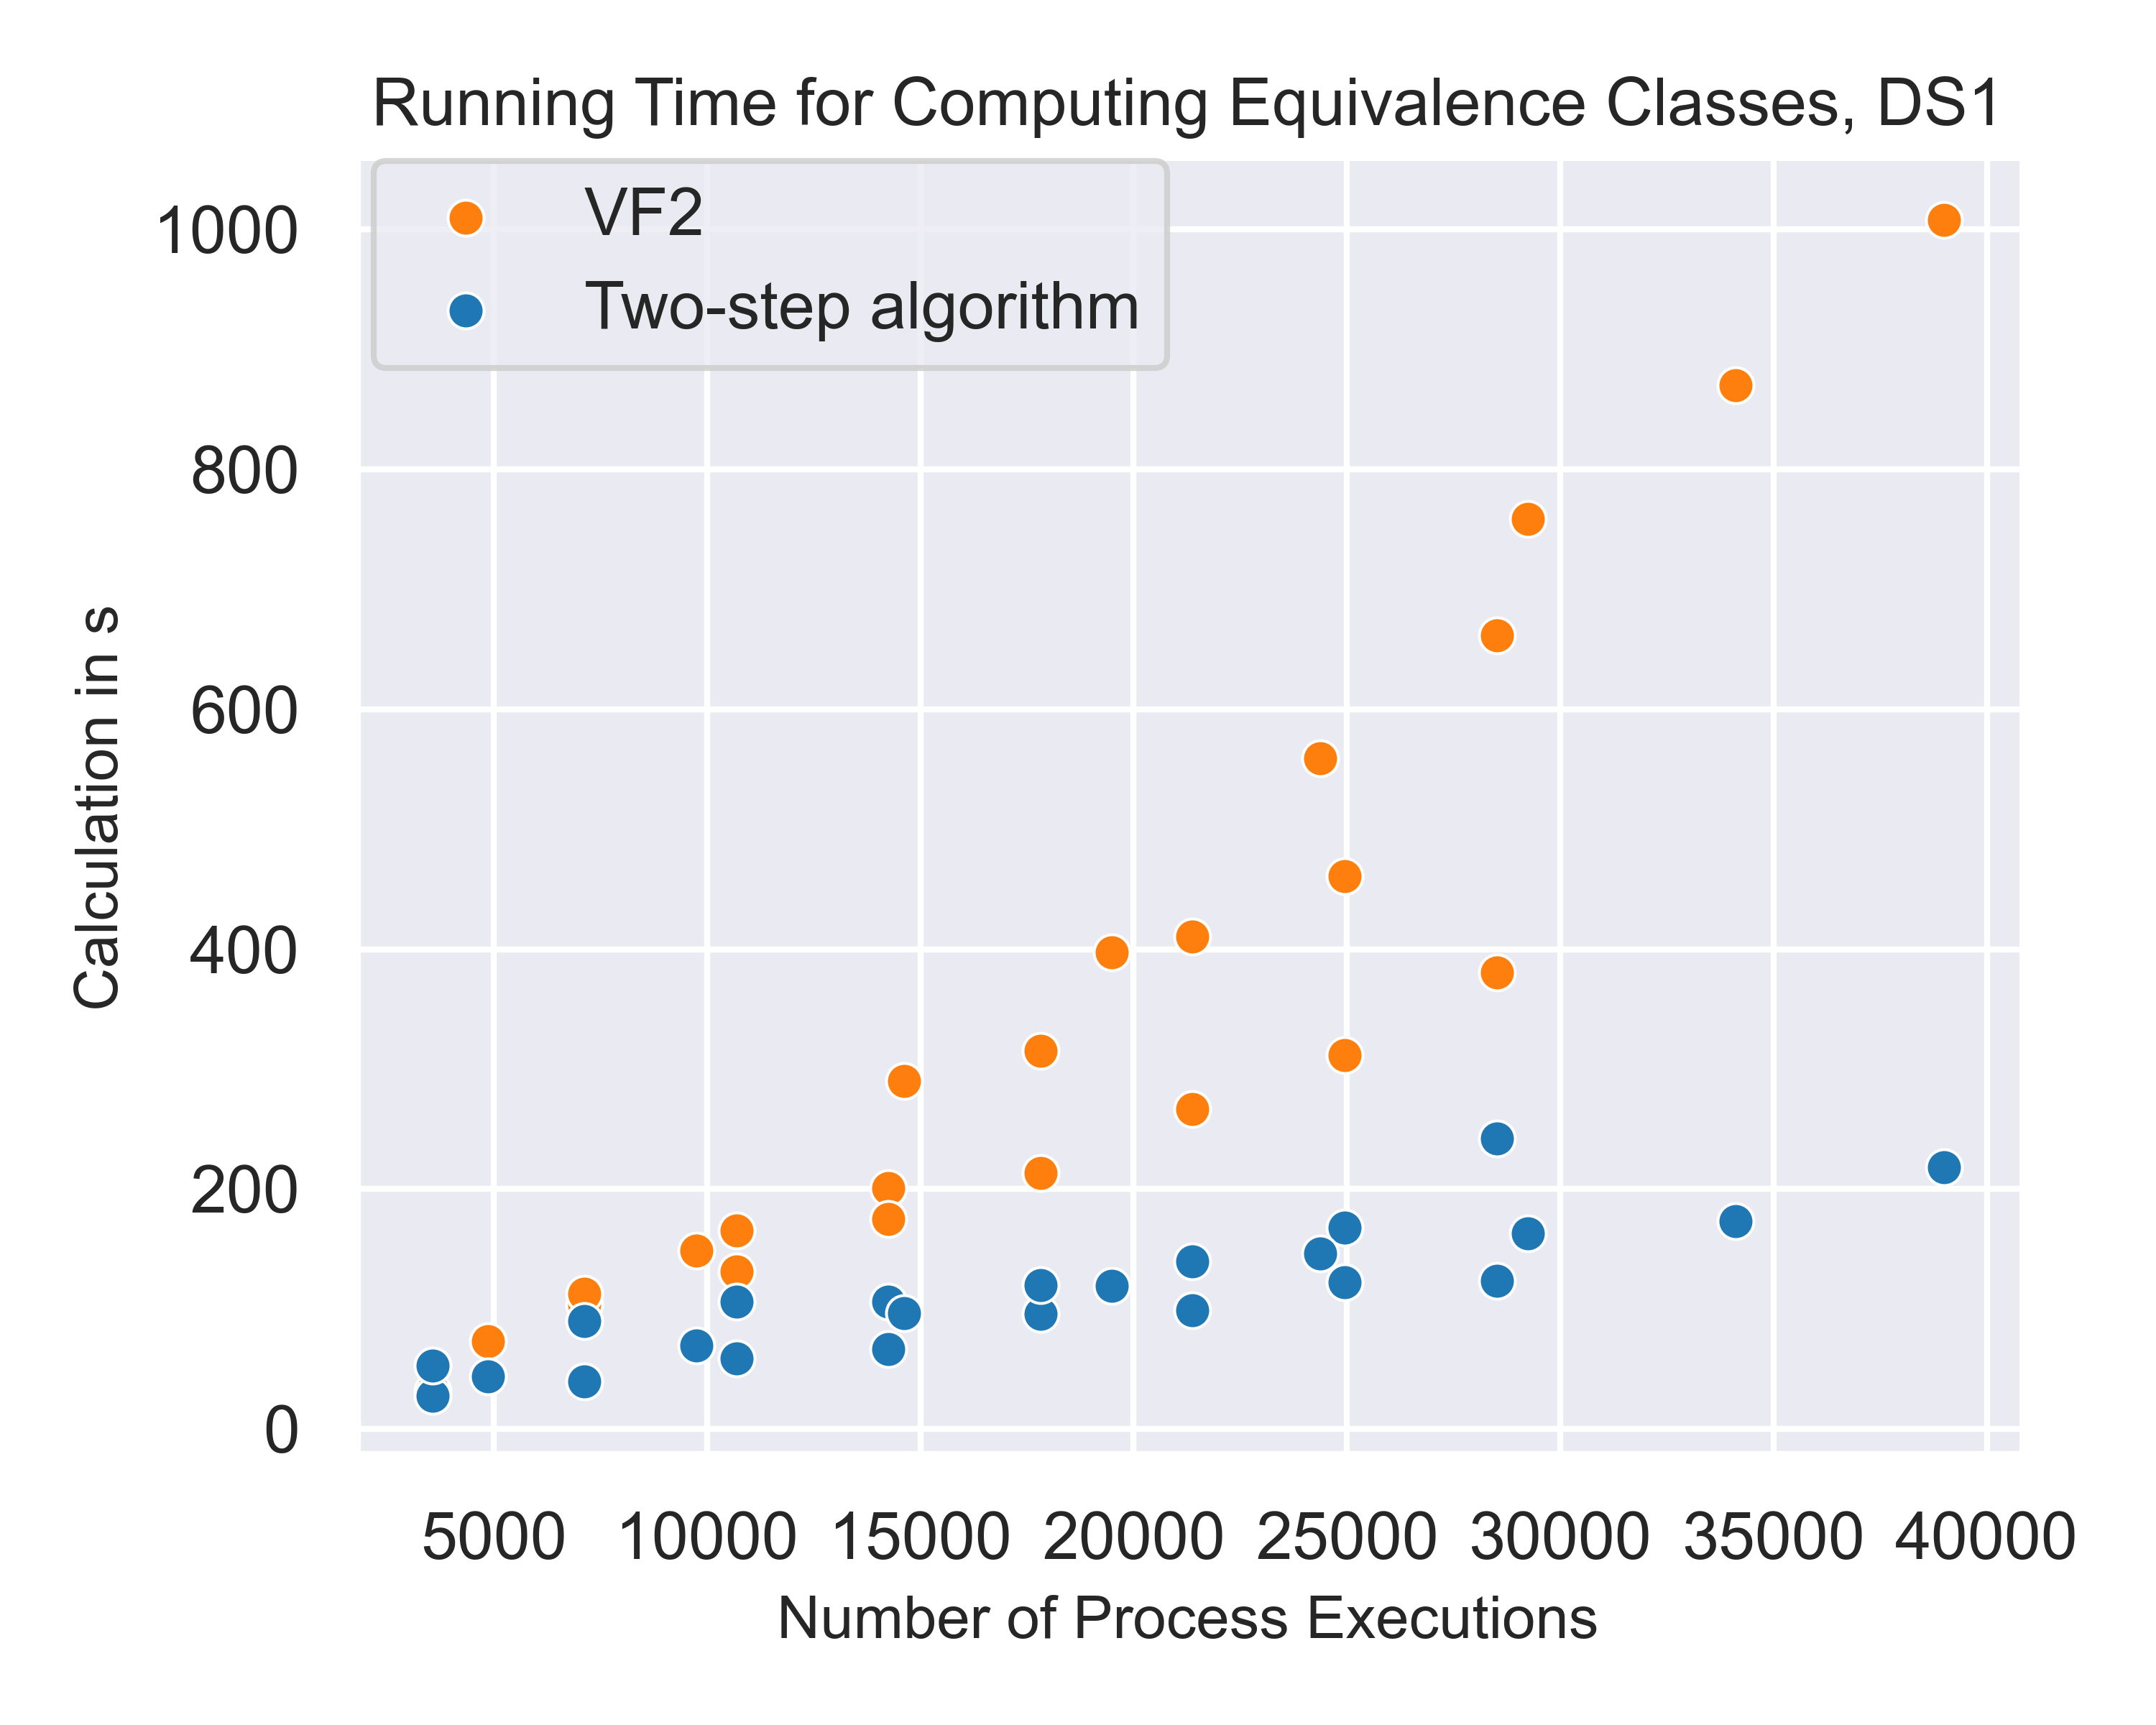 Running Time for Computing Equivalence Classes, DS1
VF2
Two-step algorithm
1000
800
600
400
200
0
Calculation in s
5000 10000 15000 20000 25000 30000 35000 40000
Number of Process Executions